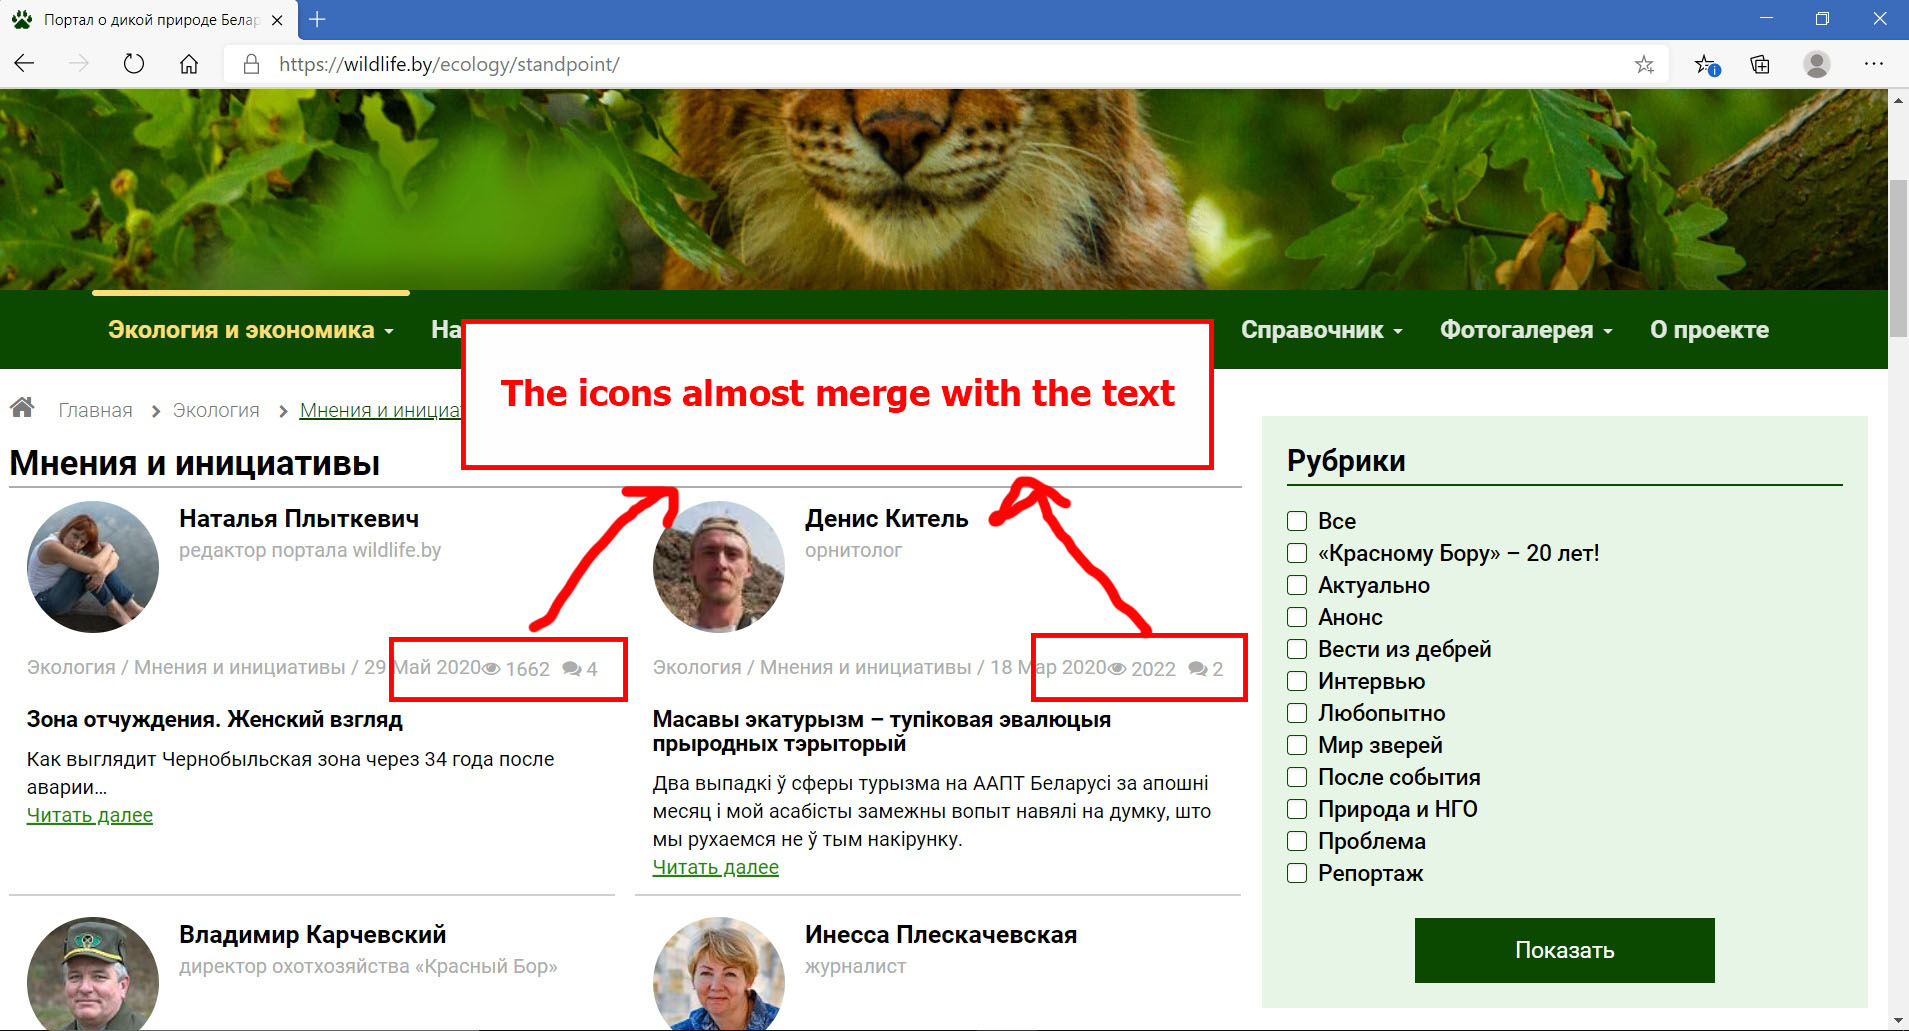 Портал о дикой природе Белар
https://wildlife.by/ecology/standpoint/
Экология и экономика
На
Справочник
Фотогалерея
О проекте
The icons almost merge with the text
Главная > Экология > Мнения и инициат
Мнения и инициативы
Наталья Плыткевич
редактор портала wildlife.by
Экология / Мнения и инициативы / 29 Май 2020 1662 4
Зона отчуждения. Женский взгляд
Как выглядит Чернобыльская зона через 34 года после
аварии...
Читать далее
Денис Китель
орнитолог
Экология / Мнения и инициативы / 18 Мар 2020 2022 2
Масавы экатурызм – тупіковая эвалюцыя
прыродных тэрыторый
Два выпадкі ў сферы турызма на ААПТ Беларусі за апошні
месяц і мой асабісты замежны вопыт навялі на думку, што
мы рухаемся не ў тым накірунку.
Читать далее
Владимир Карчевский
директор охотхозяйства «Красный Бор»
Инесса Плескачевская
журналист
Рубрики
Все
«Красному Бору» – 20 лет!
Актуально
Анонс
Вести из дебрей
Интервью
Любопытно
Мир зверей
После события
Природа и НГО
Проблема
Репортаж
Показать